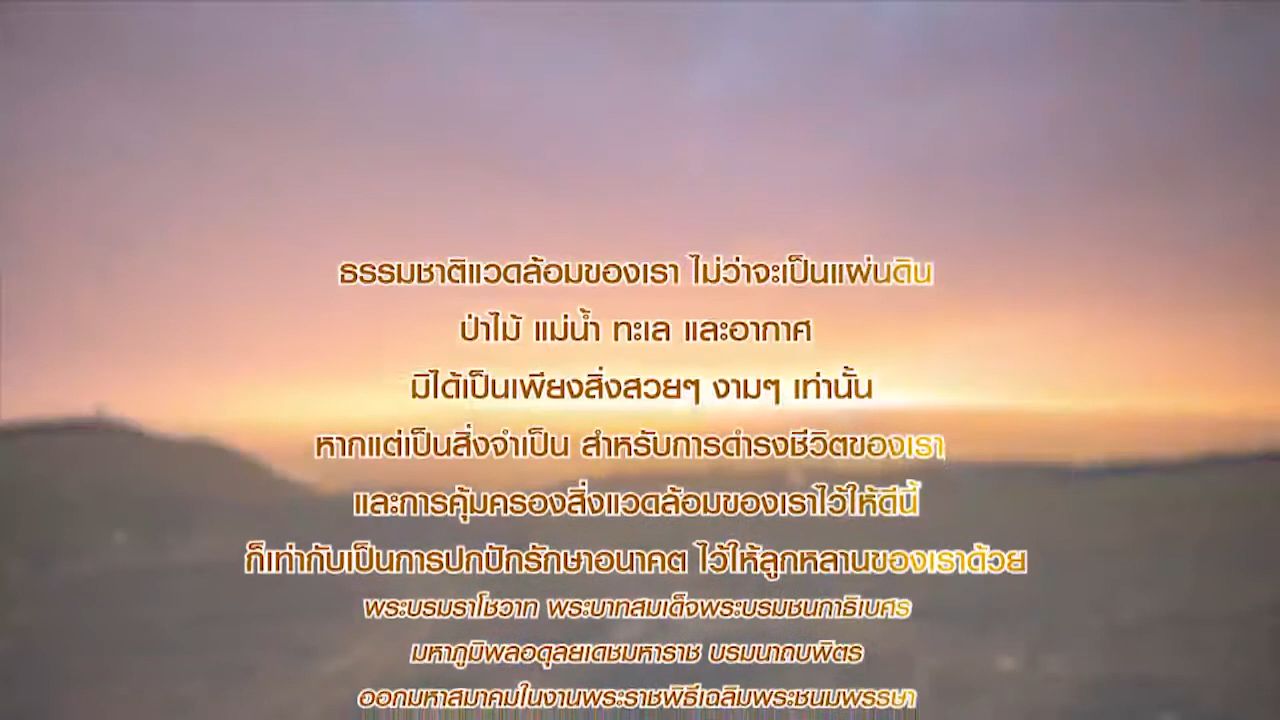 ธรรมชาติแวดล้อมของเรา ไม่ว่าจะเป็นแผ่นดิน
ป่าไม้ แม่น้ำ ทะเล และอากาศ
มิได้เป็นเพียงสิ่งสวยๆ งามๆ เท่านั้น
หากแต่เป็นสิ่งจำเป็น สำหรับการดำรงชีวิตของเรา
และการคุ้มครองสิ่งแวดล้อมของเราไว้ให้ดีนี้
ก็เท่ากับเป็นการปกปักรักษาอนาคต ไว้ให้ลูกหลานของเราด้วย
พระบรมราโชวาท พระบาทสมเด็จพระบรมชนกาธิเบศร
มหาภูมิพลอดุลยเดชมหาราช บรมนาถบพิตร
ออกมหาสมาคมในงานพระราชพิธีเฉลิมพระชนมพรรษา